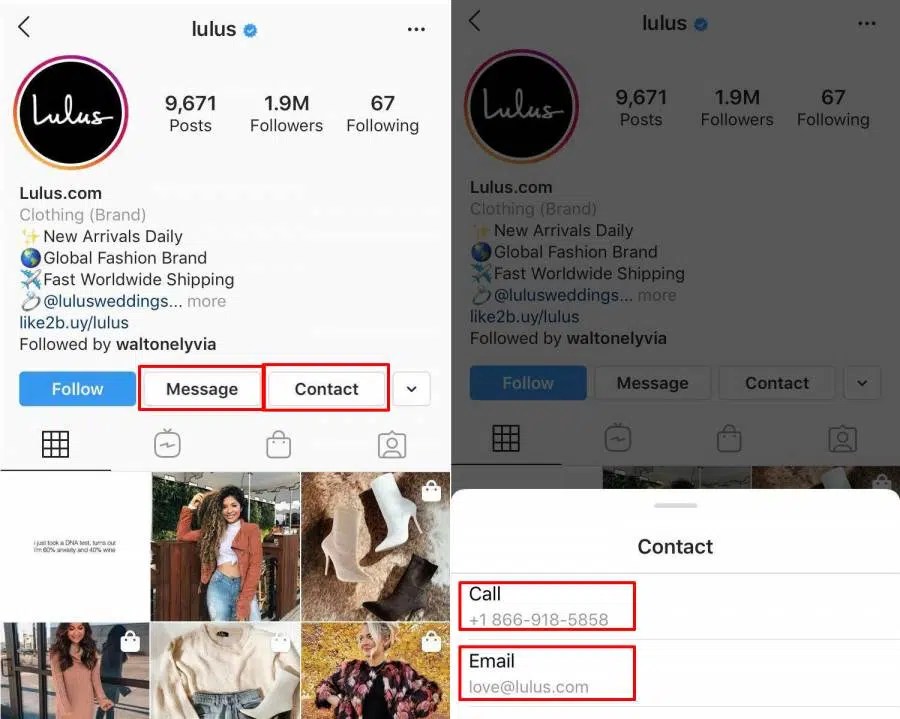 lulus
...
Lulus
9,671 1.9M 67
Posts Followers Following
Lulus.com
Clothing (Brand)
✨New Arrivals Daily
🌎Global Fashion Brand
✈️Fast Worldwide Shipping
💍@lulusweddings... more
like2b.uy/lulus
Followed by waltonelyvia
Follow Message Contact
i just took a DNA test, turns out
I'm 60% anxiety and 40% wine
lulus
...
Lulus
9,671 1.9M 67
Posts Followers Following
Lulus.com
Clothing (Brand)
✨New Arrivals Daily
🌎Global Fashion Brand
✈️Fast Worldwide Shipping
💍@lulusweddings... more
like2b.uy/lulus
Followed by waltonelyvia
Follow Message Contact
Contact
Call
+1 866-918-5858
Email
love@lulus.com